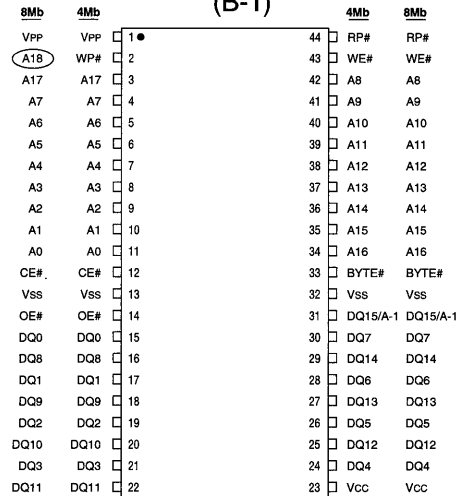 (B-1)
8Mb 4Mb 4Mb 8Mb
VPP VPP 1 44 RP# RP#
A18 WP# 2 43 WE# WE#
A17 A17 3 42 A8 A8
A7 A7 4 41 A9 A9
A6 A6 5 40 A10 A10
A5 A5 6 39 A11 A11
A4 A4 7 38 A12 A12
A3 A3 8 37 A13 A13
A2 A2 9 36 A14 A14
A1 A1 10 35 A15 A15
A0 A0 11 34 A16 A16
CE# CE# 12 33 BYTE# BYTE#
VSS VSS 13 32 VSS VSS
OE# OE# 14 31 DQ15/A-1 DQ15/A-1
DQ0 DQ0 15 30 DQ7 DQ7
DQ8 DQ8 16 29 DQ14 DQ14
DQ1 DQ1 17 28 DQ6 DQ6
DQ9 DQ9 18 27 DQ13 DQ13
DQ2 DQ2 19 26 DQ5 DQ5
DQ10 DQ10 20 25 DQ12 DQ12
DQ3 DQ3 21 24 DQ4 DQ4
DQ11 DQ11 22 23 VCC VCC